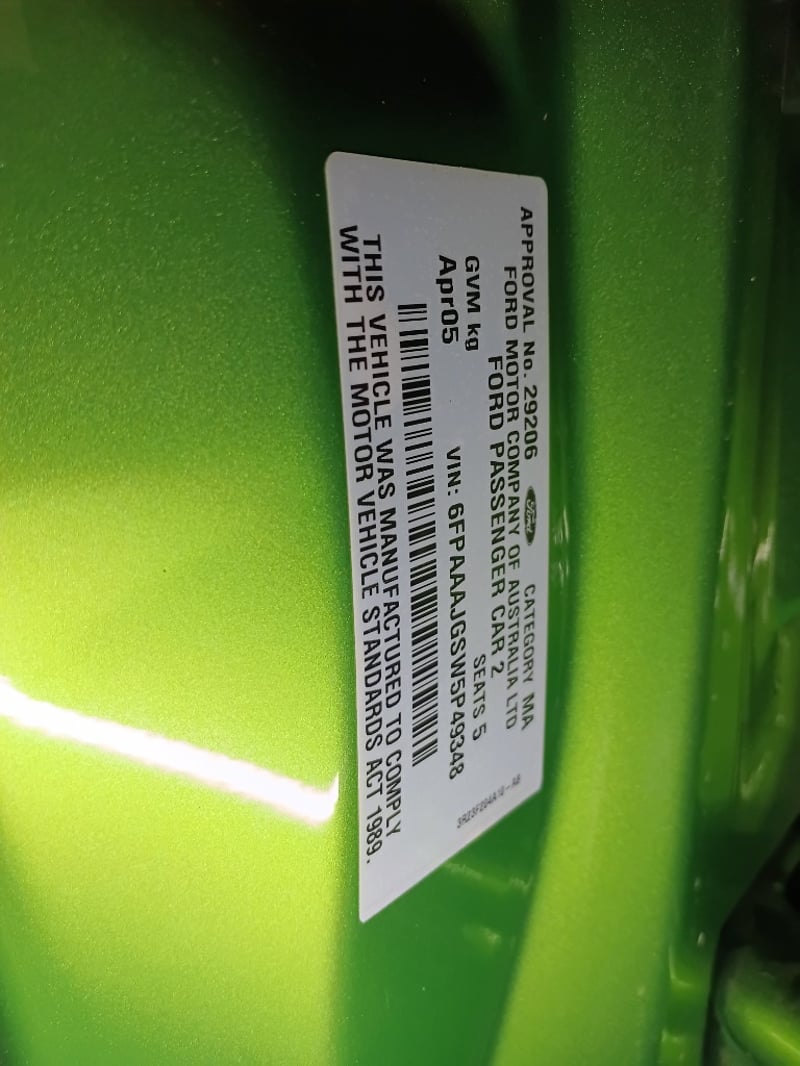 APPROVAL No. 29206 Ford CATEGORY MA
FORD MOTOR COMPANY OF AUSTRALIA LTD
FORD PASSENGER CAR 2
GVM kg SEATS 5
Apr05 VIN: 6FPAAAJGSW5P49348
THIS VEHICLE WAS MANUFACTURED TO COMPLY
WITH THE MOTOR VEHICLE STANDARDS ACT 1989.